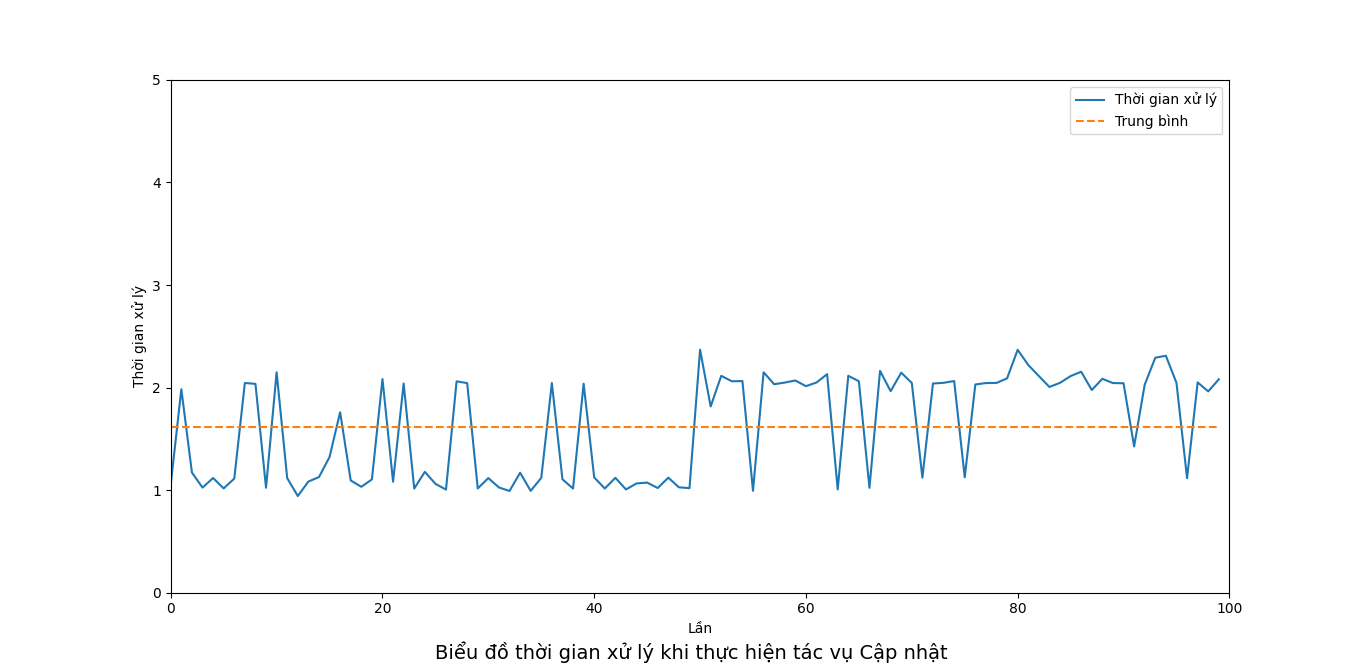 5
4
3
2
1
0
Thời gian xử lý
Thời gian xử lý
Trung bình
0 20 40 60 80 100
Lần
Biểu đồ thời gian xử lý khi thực hiện tác vụ Cập nhật